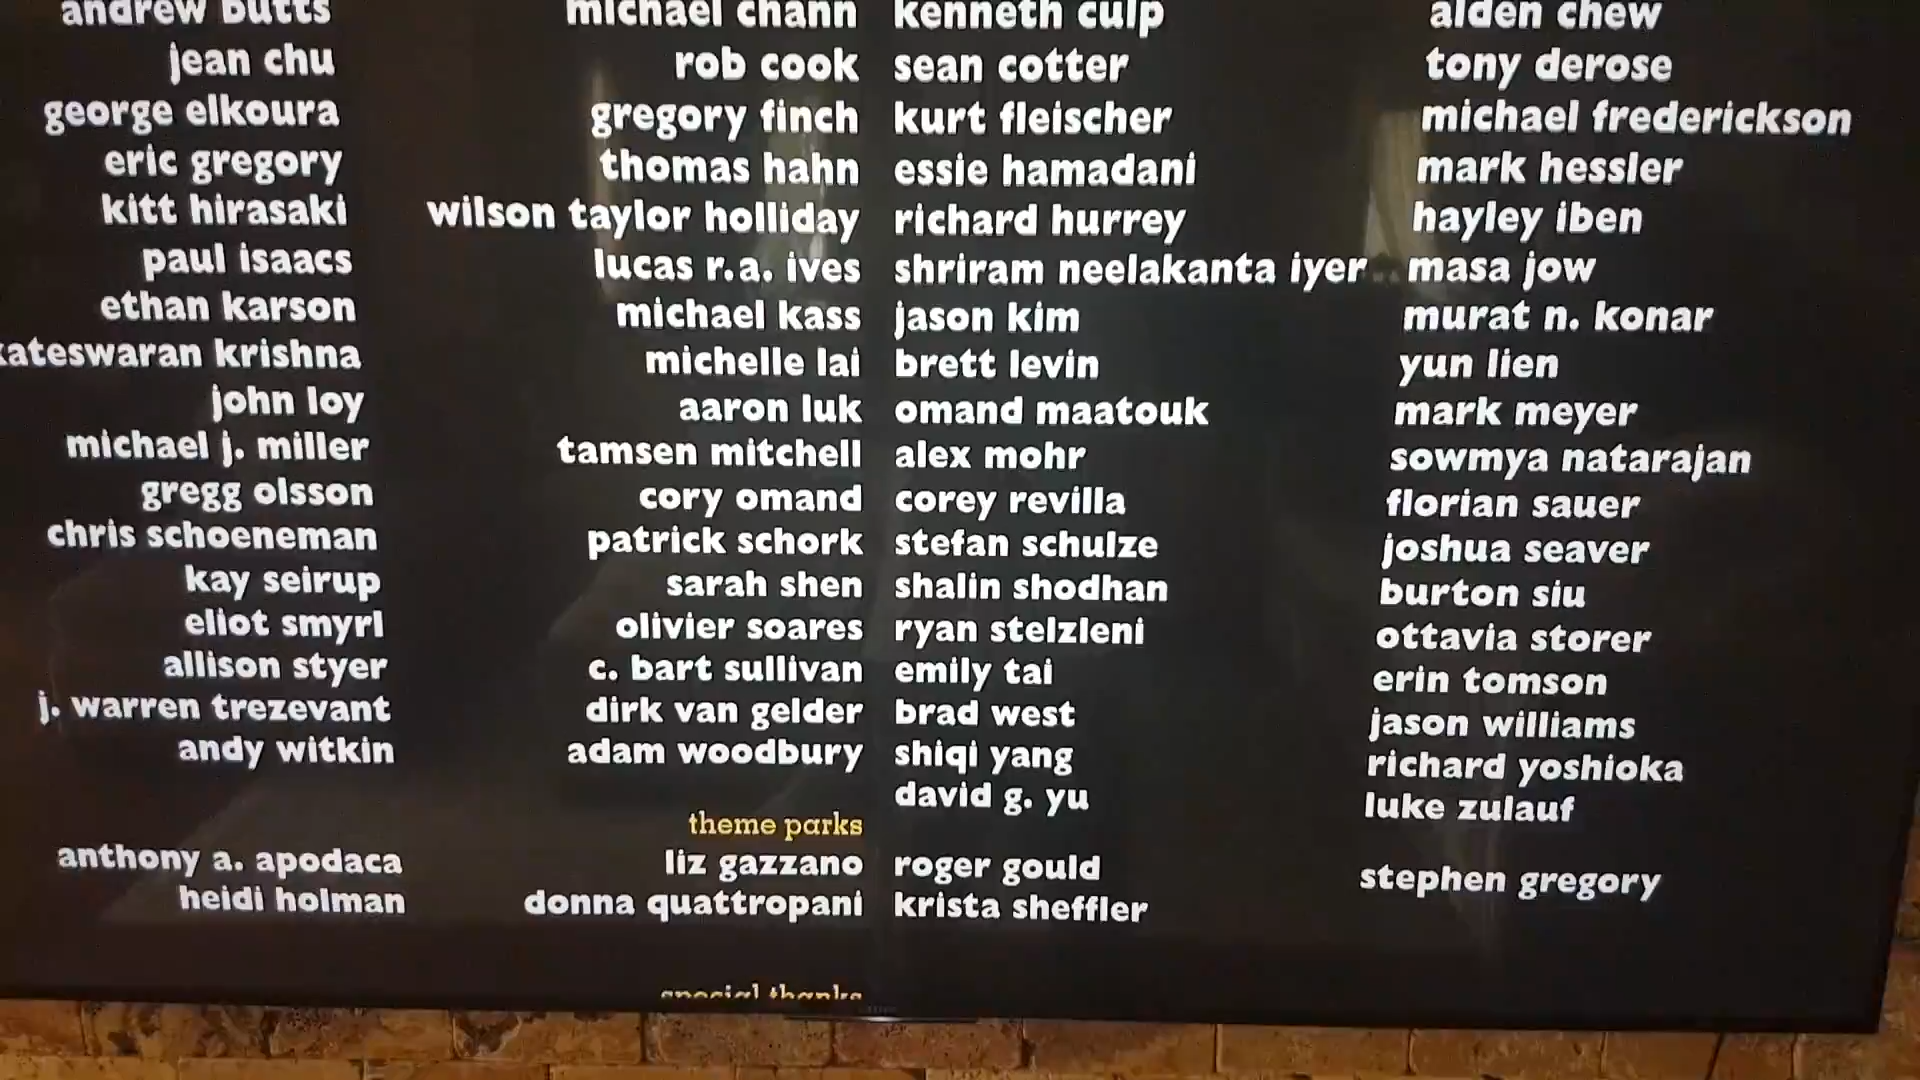 andrew butts michael chann kenneth culp alden chew
jean chu rob cook sean cotter tony derose
george elkoura gregory finch kurt fleischer michael frederickson
eric gregory thomas hahn essie hamadani mark hessler
kitt hirasaki wilson taylor holliday richard hurrey hayley iben
paul isaacs lucas r.a. ives shriram neelakanta iyer masa jow
ethan karson michael kass jason kim murat n. konar
krishna michelle lai brett levin yun lien
john loy aaron luk omand maatouk mark meyer
michael j. miller tamsen mitchell alex mohr sowmya natarajan
gregg olsson cory omand corey revilla florian sauer
chris schoeneman patrick schork stefan schulze joshua seaver
kay seirup sarah shen shalin shodhan burton siu
eliot smyrl olivier soares ryan stelzleni ottavia storer
allison styer c. bart sullivan emily tai erin tomson
j. warren trezevant dirk van gelder brad west jason williams
andy witkin adam woodbury shiqi yang richard yoshioka
david g. yu luke zulauf
theme parks
anthony a. apodaca liz gazzano roger gould stephen gregory
heidi holman donna quattropani krista sheffler
special thanks